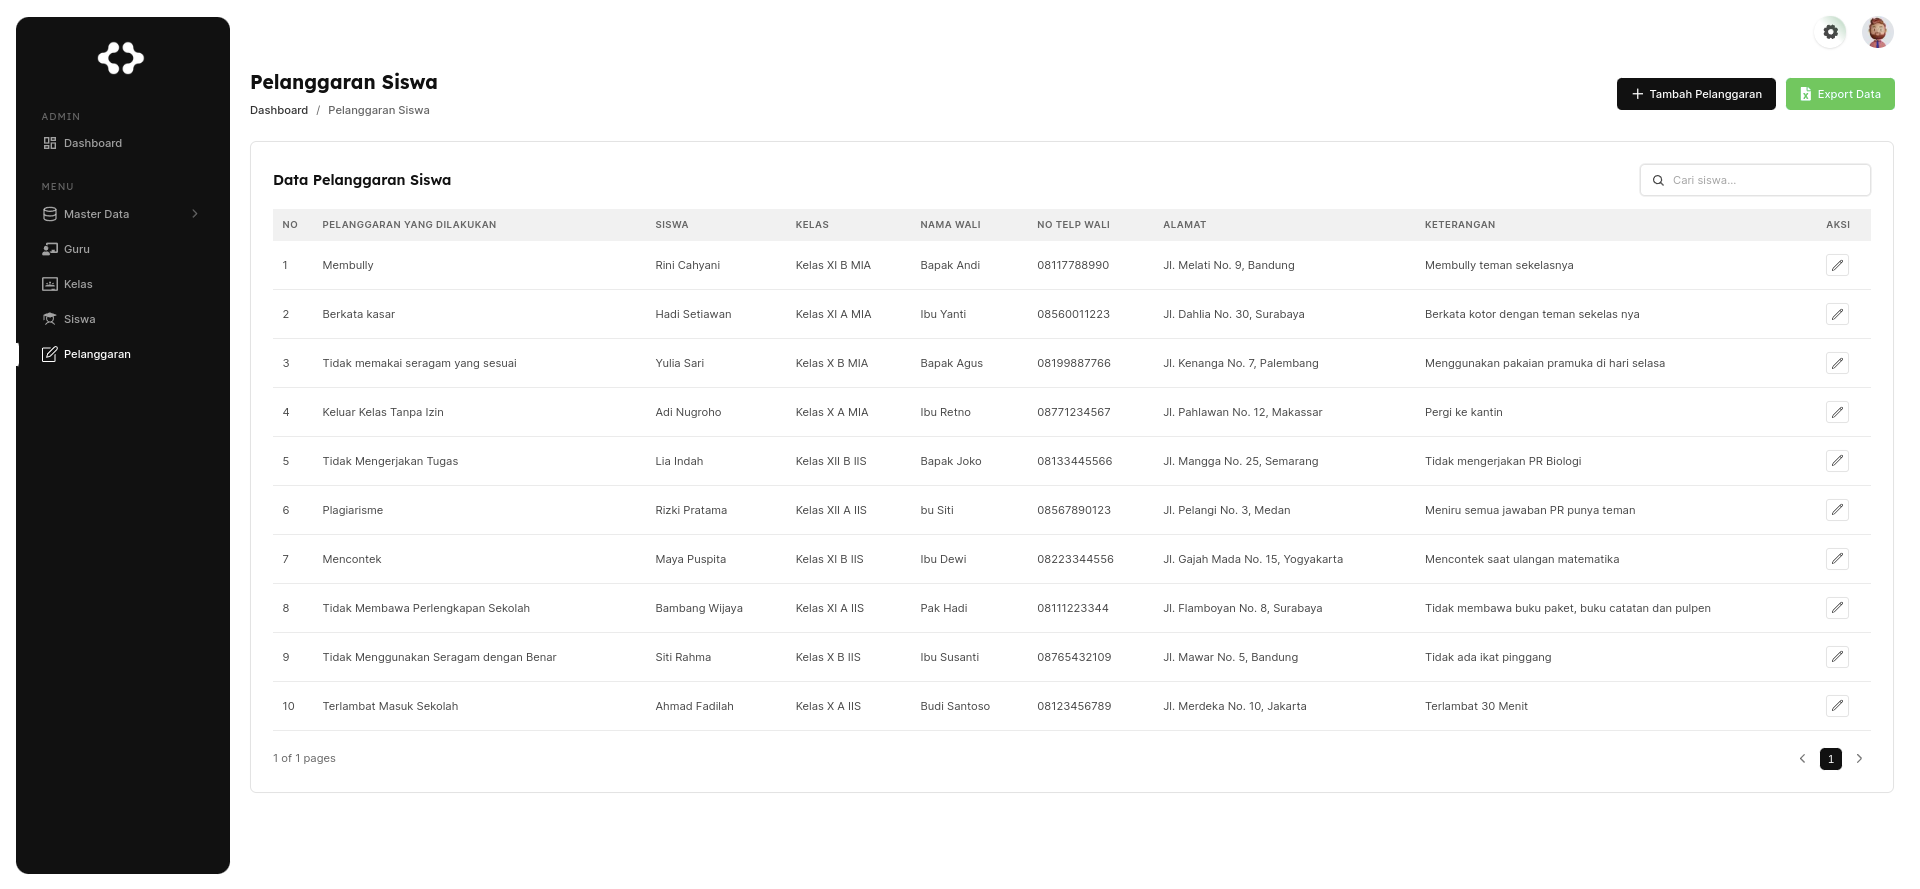 ADMIN
Dashboard
MENU
Master Data
Guru
Kelas
Siswa
Pelanggaran
Pelanggaran Siswa
Dashboard / Pelanggaran Siswa
Tambah Pelanggaran
Export Data
Data Pelanggaran Siswa
Cari siswa...
NO PELANGGARAN YANG DILAKUKAN SISWA KELAS NAMA WALI NO TELP WALI ALAMAT KETERANGAN AKSI
1 Membully Rini Cahyani Kelas XI B MIA Bapak Andi 08117788990 Jl. Melati No. 9, Bandung Membully teman sekelasnya
2 Berkata kasar Hadi Setiawan Kelas XI A MIA Ibu Yanti 08560011223 Jl. Dahlia No. 30, Surabaya Berkata kotor dengan teman sekelas nya
3 Tidak memakai seragam yang sesuai Yulia Sari Kelas X B MIA Bapak Agus 08199887766 Jl. Kenanga No. 7, Palembang Menggunakan pakaian pramuka di hari selasa
4 Keluar Kelas Tanpa Izin Adi Nugroho Kelas X A MIA Ibu Retno 08771234567 Jl. Pahlawan No. 12, Makassar Pergi ke kantin
5 Tidak Mengerjakan Tugas Lia Indah Kelas XII B IIS Bapak Joko 08133445566 Jl. Mangga No. 25, Semarang Tidak mengerjakan PR Biologi
6 Plagiarisme Rizki Pratama Kelas XII A IIS bu Siti 08567890123 Jl. Pelangi No. 3, Medan Meniru semua jawaban PR punya teman
7 Mencontek Maya Puspita Kelas XI B IIS Ibu Dewi 08223344556 Jl. Gajah Mada No. 15, Yogyakarta Mencontek saat ulangan matematika
8 Tidak Membawa Perlengkapan Sekolah Bambang Wijaya Kelas XI A IIS Pak Hadi 08111223344 Jl. Flamboyan No. 8, Surabaya Tidak membawa buku paket, buku catatan dan pulpen
9 Tidak Menggunakan Seragam dengan Benar Siti Rahma Kelas X B IIS Ibu Susanti 08765432109 Jl. Mawar No. 5, Bandung Tidak ada ikat pinggang
10 Terlambat Masuk Sekolah Ahmad Fadilah Kelas X A IIS Budi Santoso 08123456789 Jl. Merdeka No. 10, Jakarta Terlambat 30 Menit
1 of 1 pages
1